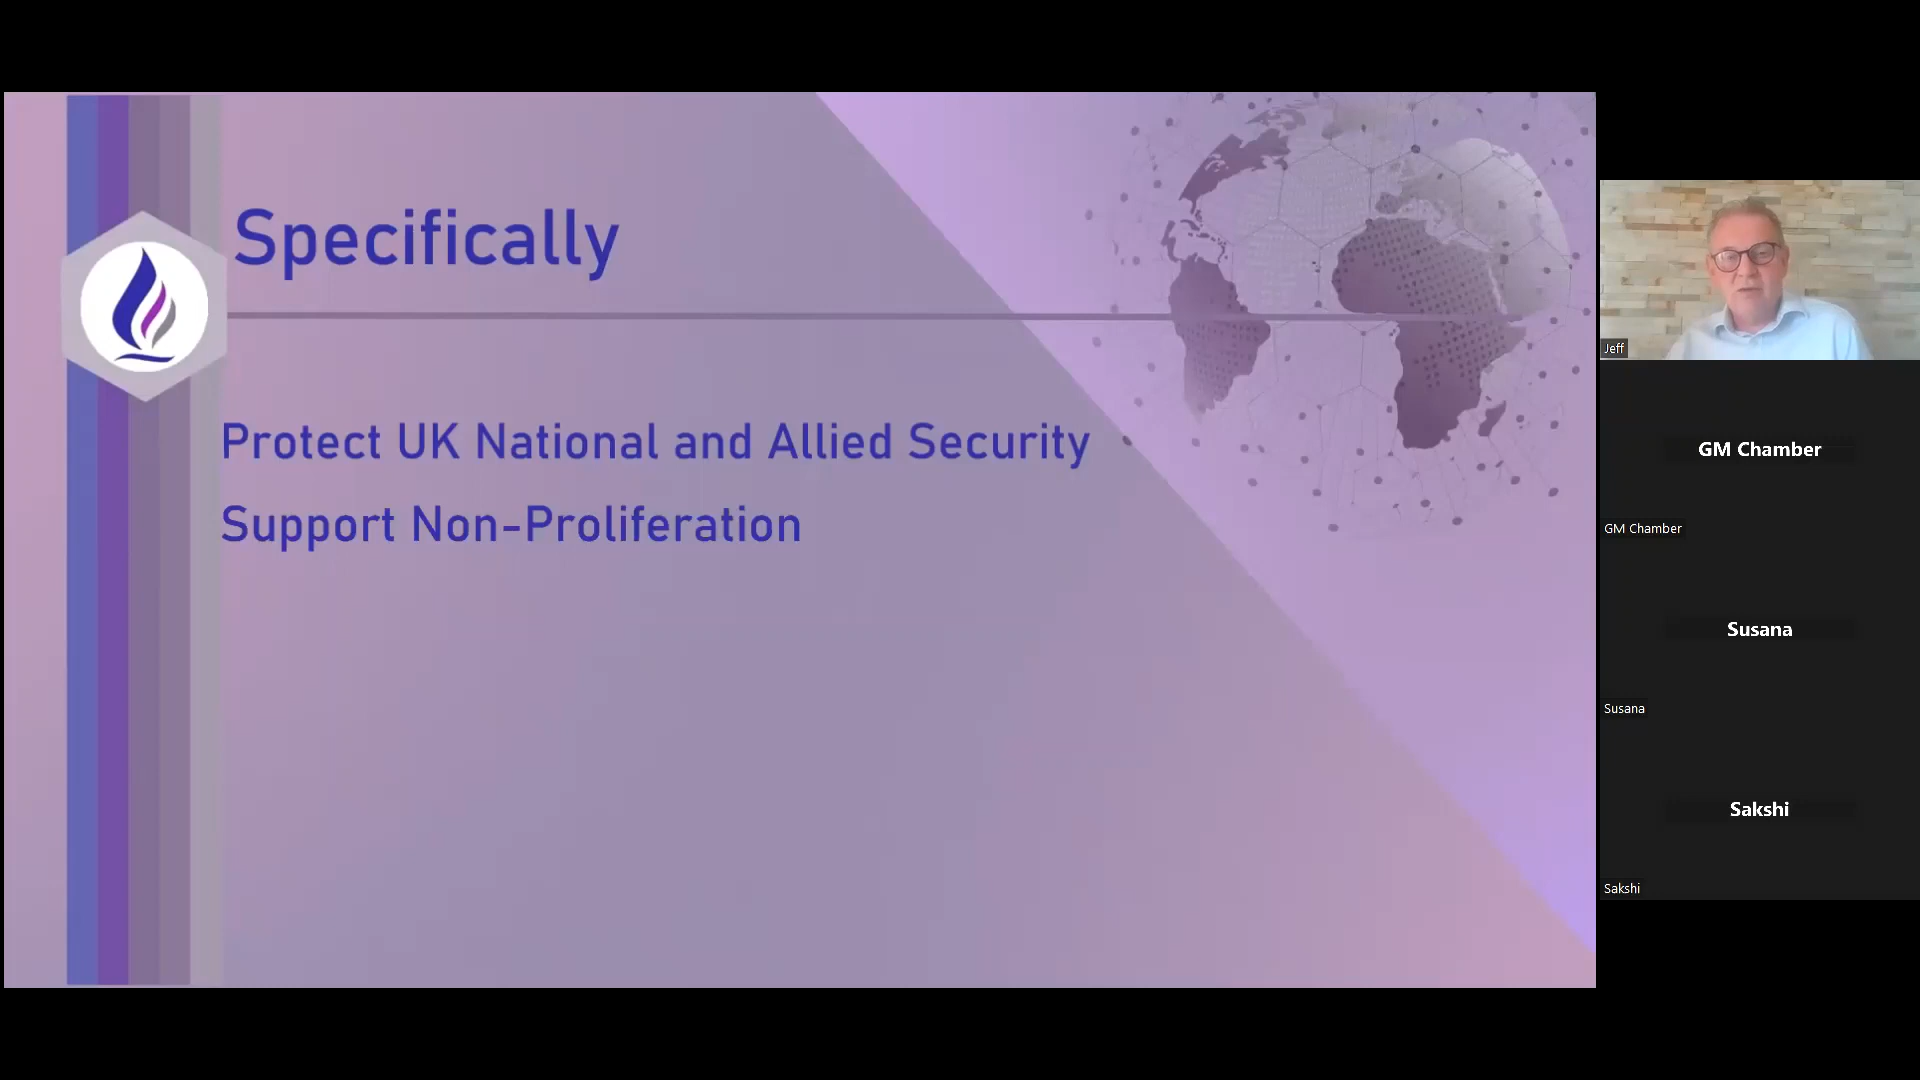 Specifically
Protect UK National and Allied Security
Support Non-Proliferation
Jeff
GM Chamber
GM Chamber
Susana
Susana
Sakshi
Sakshi